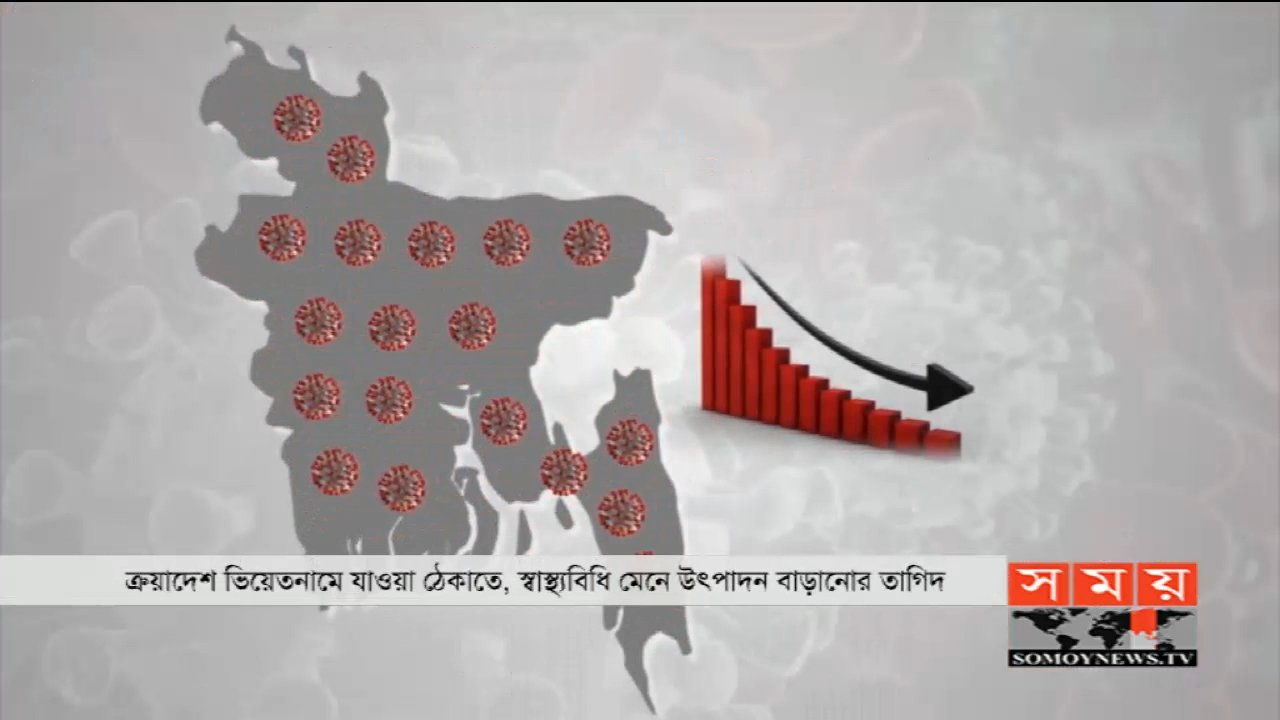 ক্রয়াদেশ ভিয়েতনামে যাওয়া ঠেকাতে, স্বাস্থ্যবিধি মেনে উৎপাদন বাড়ানোর তাগিদ
সময়
SOMOYNEWS.TV